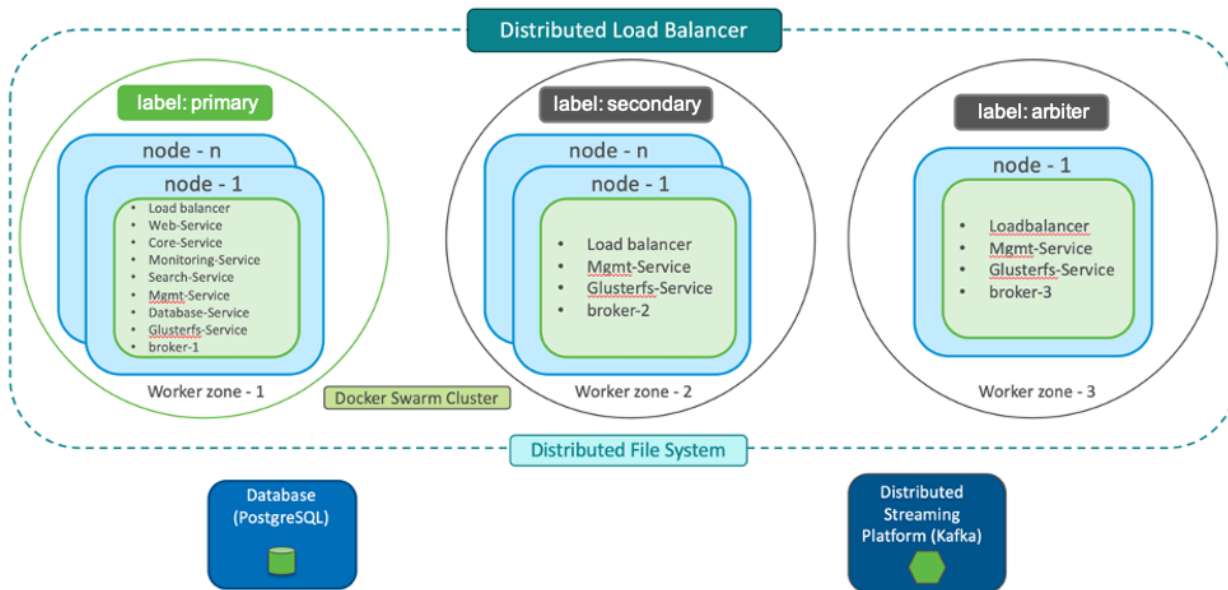 Distributed Load Balancer
label: primary
node - n
node - 1
• Load balancer
• Web-Service
• Core-Service
• Monitoring-Service
• Search-Service
• Mgmt-Service
• Database-Service
• Glusterfs-Service
• broker-1
Worker zone - 1
label: secondary
node - n
node - 1
• Load balancer
• Mgmt-Service
• Glusterfs-Service
• broker-2
Worker zone - 2
label: arbiter
node - 1
• Loadbalancer
• Mgmt-Service
• Glusterfs-Service
• broker-3
Worker zone - 3
Docker Swarm Cluster
Distributed File System
Database
(PostgreSQL)
Distributed
Streaming
Platform (Kafka)